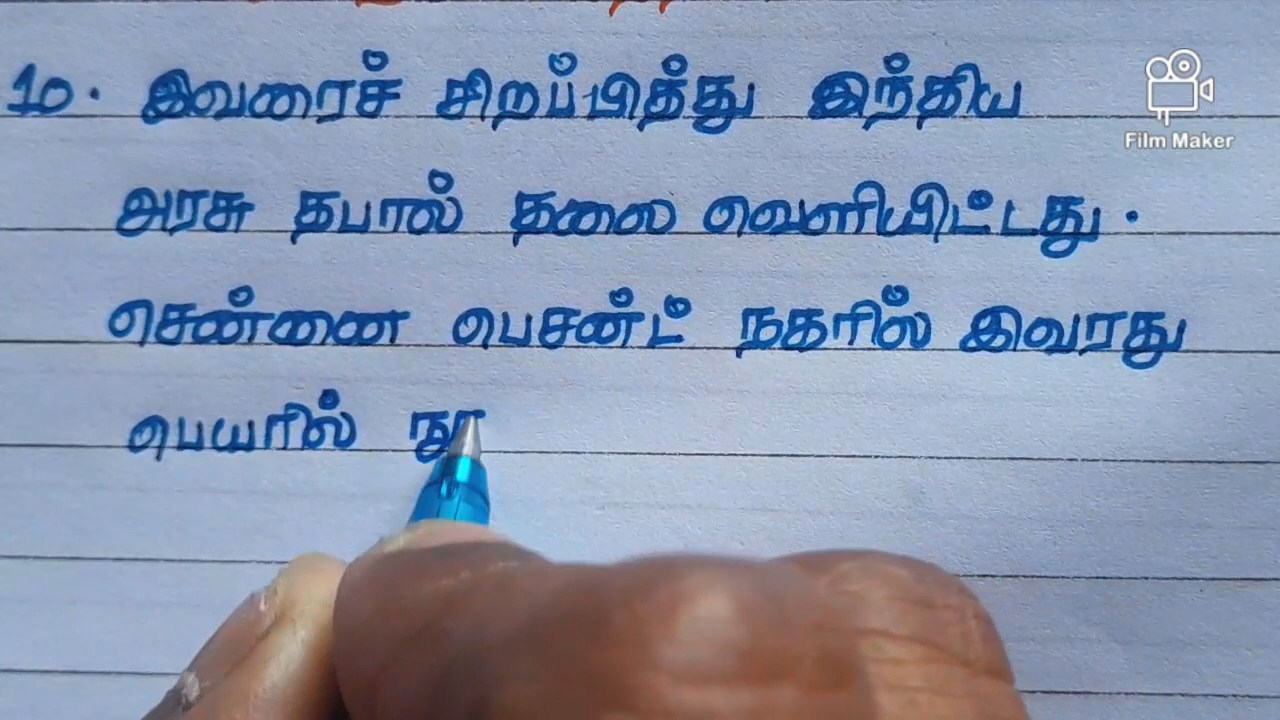 10. இவரைச் சிறப்பித்து இந்திய
அரசு தபால் தலை வெளியிட்டது.
சென்னை பெசன்ட் நகரில் இவரது
பெயரில்
Film Maker